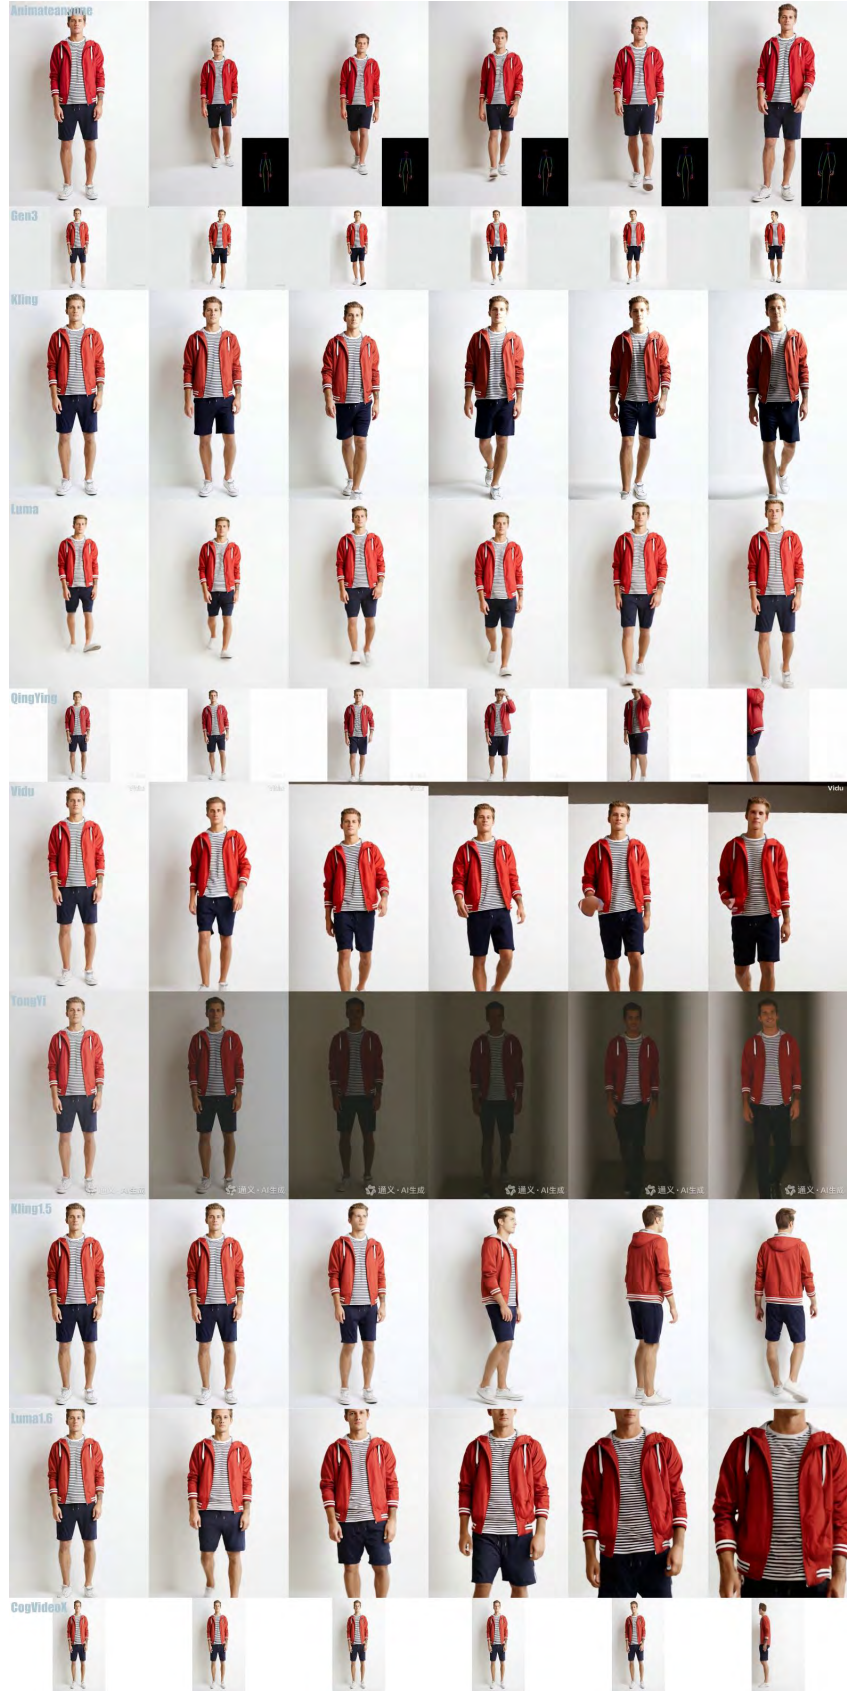 Animateanyone
Gen3
Kling
Luma
QingYing
Vidu
Vidu
TongYi
通义·AI生成
通义·AI生成
通义·AI生成
通义·AI生成
通义·AI生成
Kling1.5
Luma1.6
CogVideoX